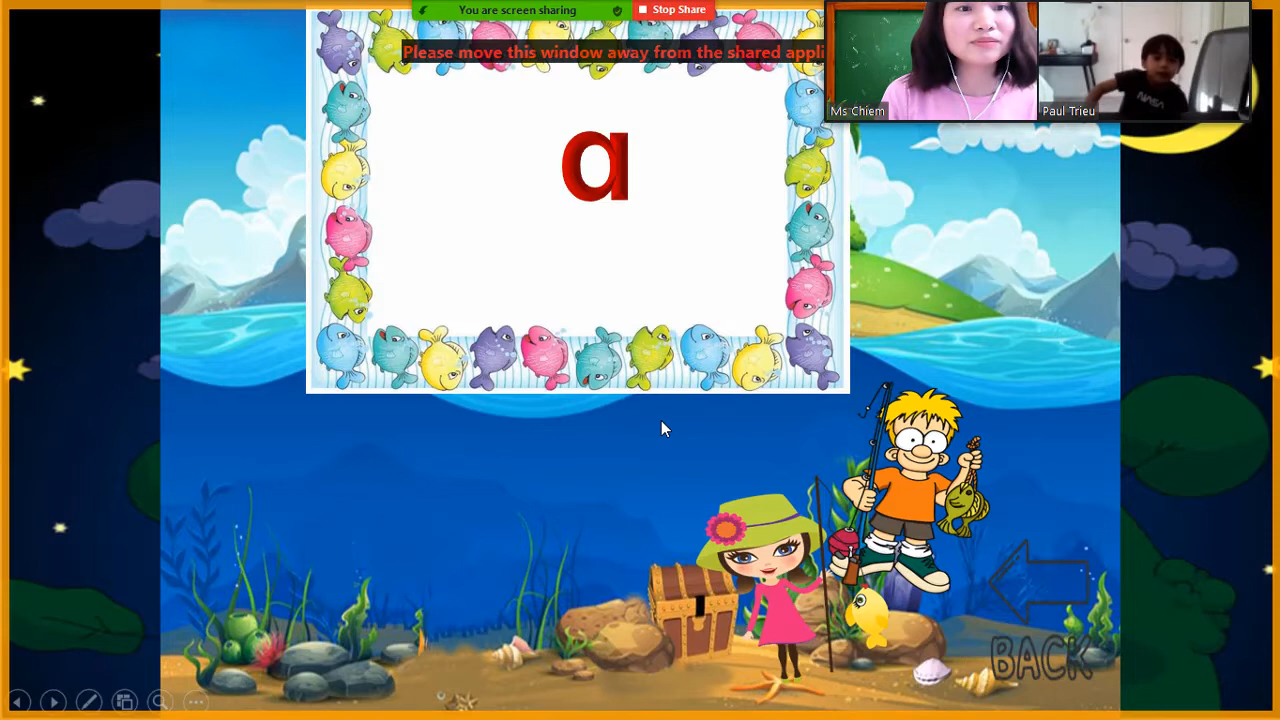 You are screen sharing
Stop Share
Please move this window away from the shared appli
Ms Chiem
Paul Trieu
NASA
a
BACK